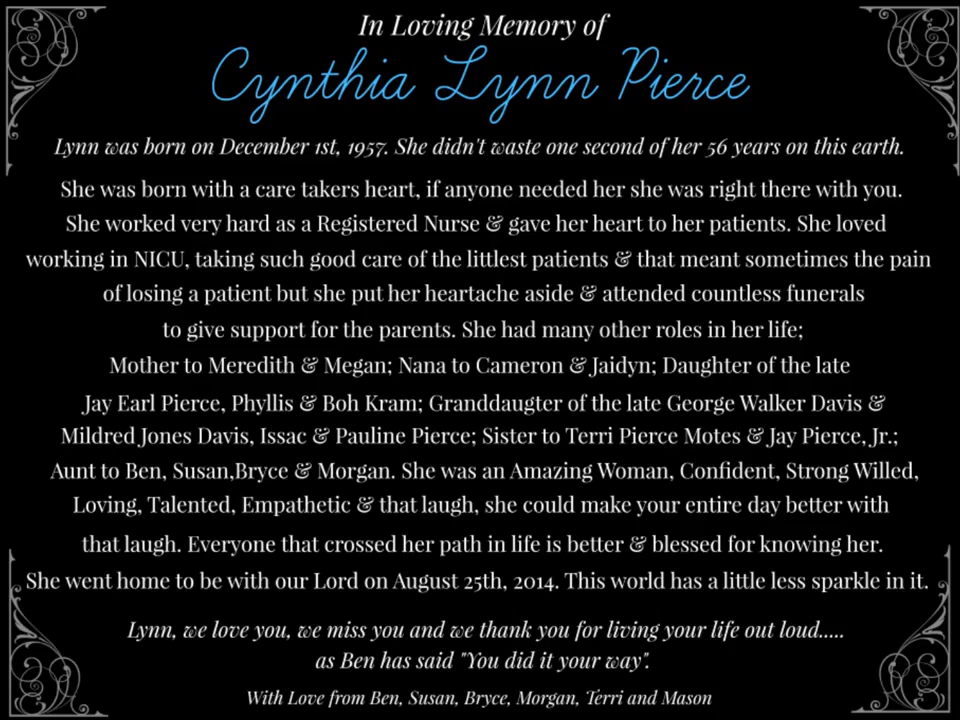 In Loving Memory of
Cynthia Lynn Pierce
Lynn was born on December 1st, 1957. She didn't waste one second of her 56 years on this earth.
She was born with a care takers heart, if anyone needed her she was right there with you.
She worked very hard as a Registered Nurse & gave her heart to her patients. She loved
working in NICU, taking such good care of the littlest patients & that meant sometimes the pain
of losing a patient but she put her heartache aside & attended countless funerals
to give support for the parents. She had many other roles in her life;
Mother to Meredith & Megan; Nana to Cameron & Jaidyn; Daughter of the late
Jay Earl Pierce, Phyllis & Boh Kram; Granddaugter of the late George Walker Davis &
Mildred Jones Davis, Issac & Pauline Pierce; Sister to Terri Pierce Motes & Jay Pierce, Jr.;
Aunt to Ben, Susan,Bryce & Morgan. She was an Amazing Woman, Confident, Strong Willed,
Loving, Talented, Empathetic & that laugh, she could make your entire day better with
that laugh. Everyone that crossed her path in life is better & blessed for knowing her.
She went home to be with our Lord on August 25th, 2014. This world has a little less sparkle in it.
Lynn, we love you, we miss you and we thank you for living your life out loud.....
as Ben has said "You did it your way".
With Love from Ben, Susan, Bryce, Morgan, Terri and Mason